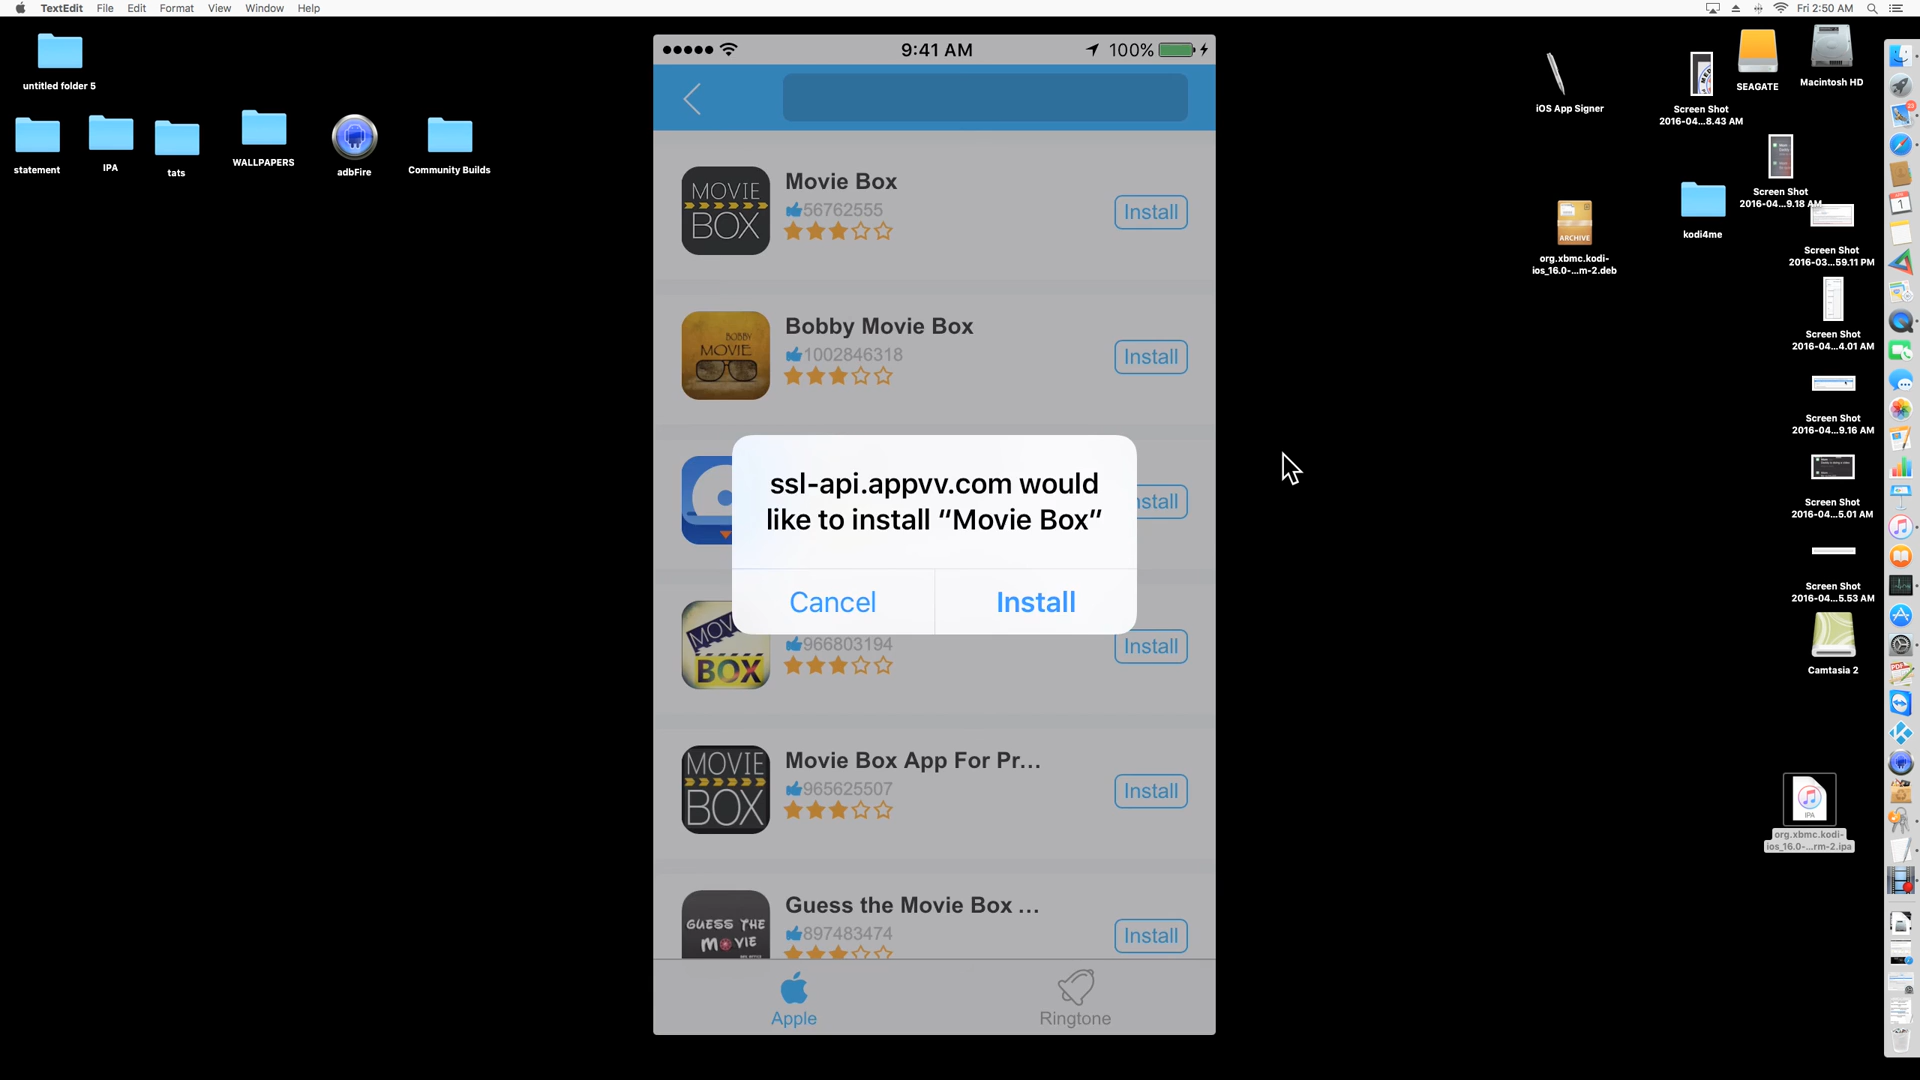 TextEdit File Edit Format View Window Help
Fri 2:50 AM
untitled folder 5
statement
IPA
tats
WALLPAPERS
adbFire
Community Builds
9:41 AM
100%
MOVIE
BOX
Movie Box
56762555
Install
BOBBY
MOVIE
Bobby Movie Box
1002846318
Install
ssl-api.appvv.com would
like to install “Movie Box”
Cancel
Install
BOX
966803194
Install
MOVIE
BOX
Movie Box App For Pr...
965625507
Install
GUESS THE
MOVIE
Guess the Movie Box ...
897483474
Install
Apple
Ringtone
iOS App Signer
Screen Shot
2016-04...8.43 AM
SEAGATE
Macintosh HD
Screen Shot
2016-04...9.18 AM
ARCHIVE
org.xbmc.kodi-
ios_16.0-...m-2.deb
kodi4me
Screen Shot
2016-03...59.11 PM
Screen Shot
2016-04...4.01 AM
Screen Shot
2016-04...9.16 AM
Screen Shot
2016-04...5.01 AM
Screen Shot
2016-04...5.53 AM
Camtasia 2
IPA
org.xbmc.kodi-
ios_16.0-...rm-2.ipa